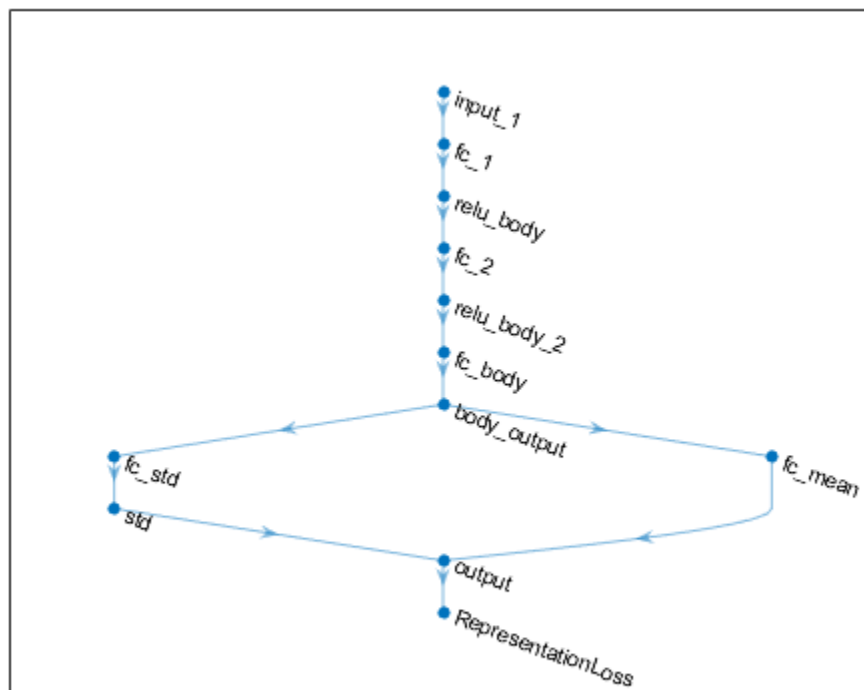 input_1
fc_1
relu_body
fc_2
relu_body_2
fc_body
body_output
fc_std
fc_mean
std
output
RepresentationLoss